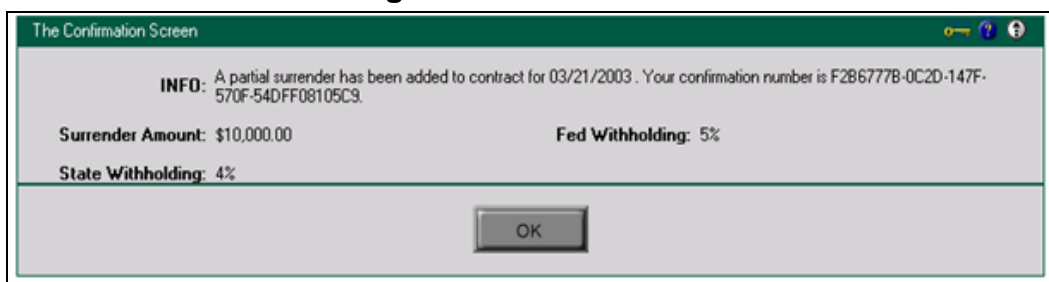 The Confirmation Screen
INFO: A partial surrender has been added to contract for 03/21/2003 . Your confirmation number is F2B6777B-0C2D-147F-
570F-54DFF08105C9.
Surrender Amount: $10,000.00 Fed Withholding: 5%
State Withholding: 4%
OK